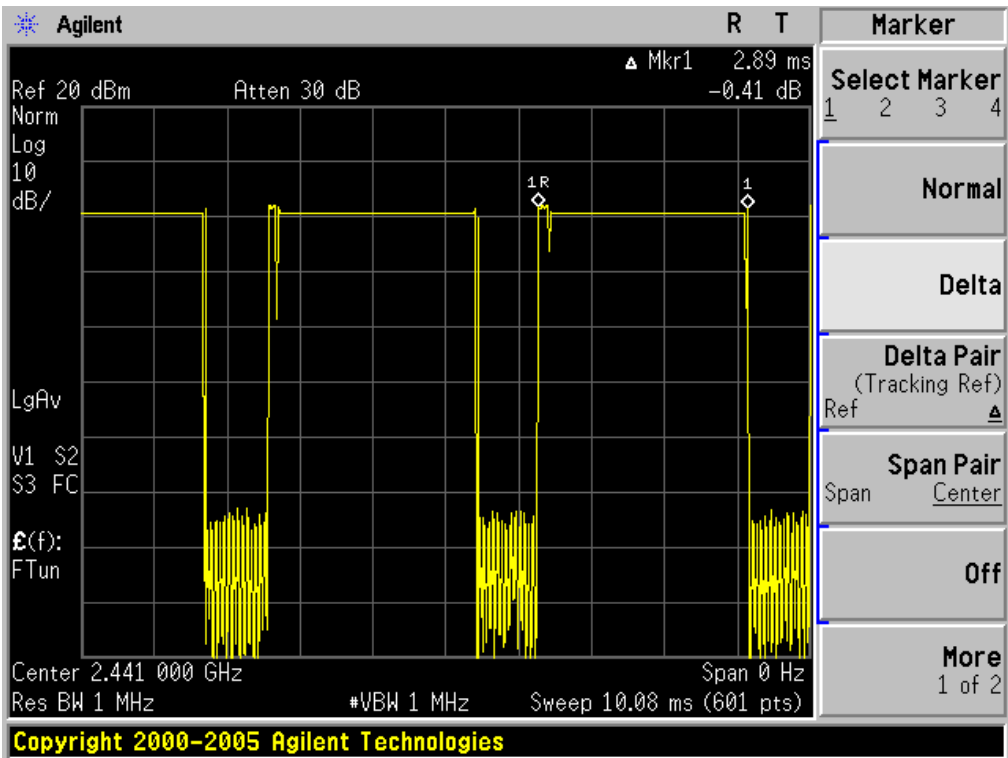 Agilent R T
Δ Mkr1 2.89 ms
Ref 20 dBm Atten 30 dB -0.41 dB
Norm
Log
10
dB/
1R
1
LgAv
V1 S2
S3 FC
£(f):
FTun
Center 2.441 000 GHz Span 0 Hz
Res BW 1 MHz #VBW 1 MHz Sweep 10.08 ms (601 pts)
Copyright 2000-2005 Agilent Technologies
Marker
Select Marker
1 2 3 4
Normal
Delta
Delta Pair
(Tracking Ref)
Ref Δ
Span Pair
Span Center
Off
More
1 of 2